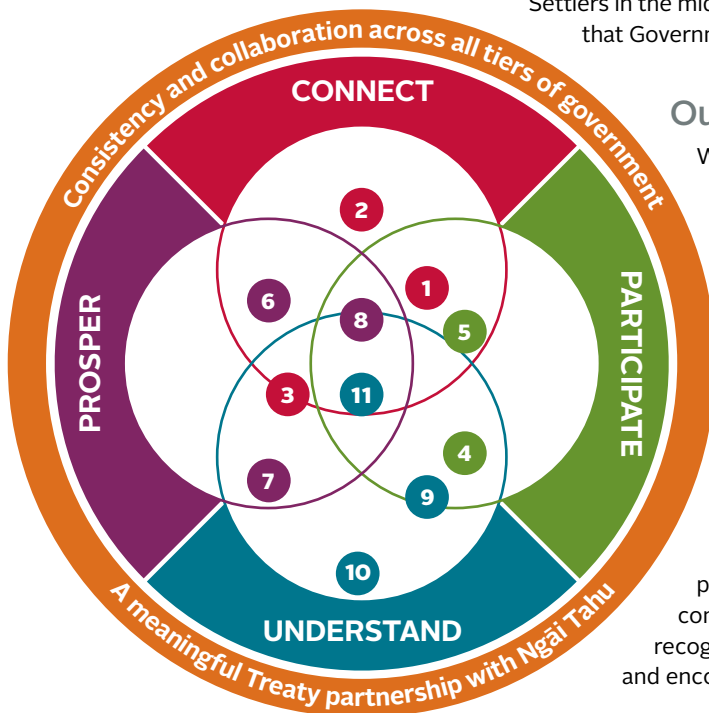 Settlers in the mid
that Governm
Ou
W
Consistency and collaboration across all tiers of government
CONNECT
2
1
6
8
5
PROSPER
PARTICIPATE
3
11
4
7
9
10
UNDERSTAND
A meaningful Treaty partnership with Ngāi Tahu
p
con
recog
and enco